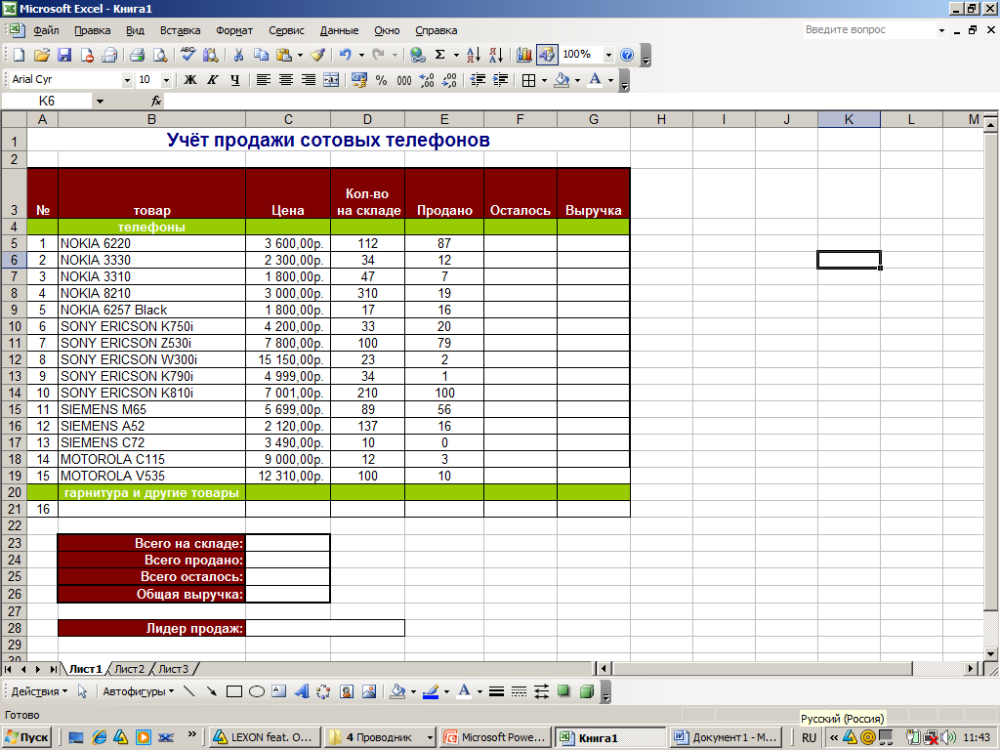 Microsoft Excel - Книга1
Файл Правка Вид Вставка Формат Сервис Данные Окно Справка Введите вопрос
100%
Arial Cyr 10 Ж К Ч % 000
K6 fx
A B C D E F G H I J K L M
1 Учёт продажи сотовых телефонов
2
3 № товар Цена Кол-во на складе Продано Осталось Выручка
4 телефоны
5 1 NOKIA 6220 3 600,00р. 112 87
6 2 NOKIA 3330 2 300,00р. 34 12
7 3 NOKIA 3310 1 800,00р. 47 7
8 4 NOKIA 8210 3 000,00р. 310 19
9 5 NOKIA 6257 Black 1 800,00р. 17 16
10 6 SONY ERICSON K750i 4 200,00р. 33 20
11 7 SONY ERICSON Z530i 7 800,00р. 100 79
12 8 SONY ERICSON W300i 15 150,00р. 23 2
13 9 SONY ERICSON K790i 4 999,00р. 34 1
14 10 SONY ERICSON K810i 7 001,00р. 210 100
15 11 SIEMENS M65 5 699,00р. 89 56
16 12 SIEMENS A52 2 120,00р. 137 16
17 13 SIEMENS C72 3 490,00р. 10 0
18 14 MOTOROLA C115 9 000,00р. 12 3
19 15 MOTOROLA V535 12 310,00р. 100 10
20 гарнитура и другие товары
21 16
22
23 Всего на складе:
24 Всего продано:
25 Всего осталось:
26 Общая выручка:
27
28 Лидер продаж:
29
30
Лист1 Лист2 Лист3
Действия Автофигуры
Готово
Русский (Россия)
Пуск LEXON feat. O... 4 Проводник Microsoft Powe... Книга1 Документ1 - M... RU 11:43